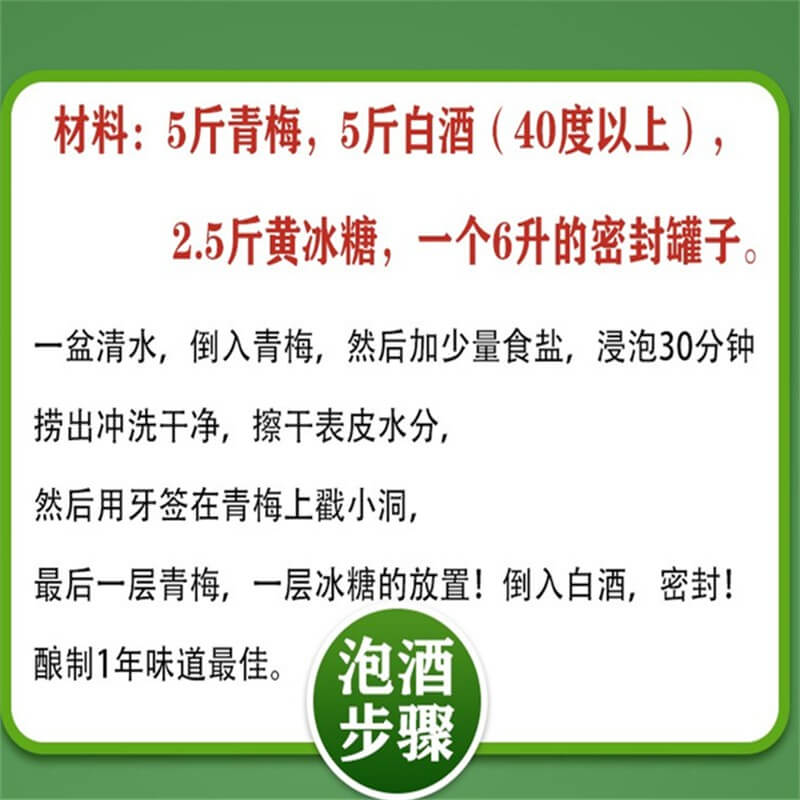 材料：5斤青梅，5斤白酒（40度以上），
2.5斤黄冰糖，一个6升的密封罐子。
一盆清水，倒入青梅，然后加少量食盐，浸泡30分钟
捞出冲洗干净，擦干表皮水分，
然后用牙签在青梅上戳小洞，
最后一层青梅，一层冰糖的放置！倒入白酒，密封！
酿制1年味道最佳。
泡酒
步骤